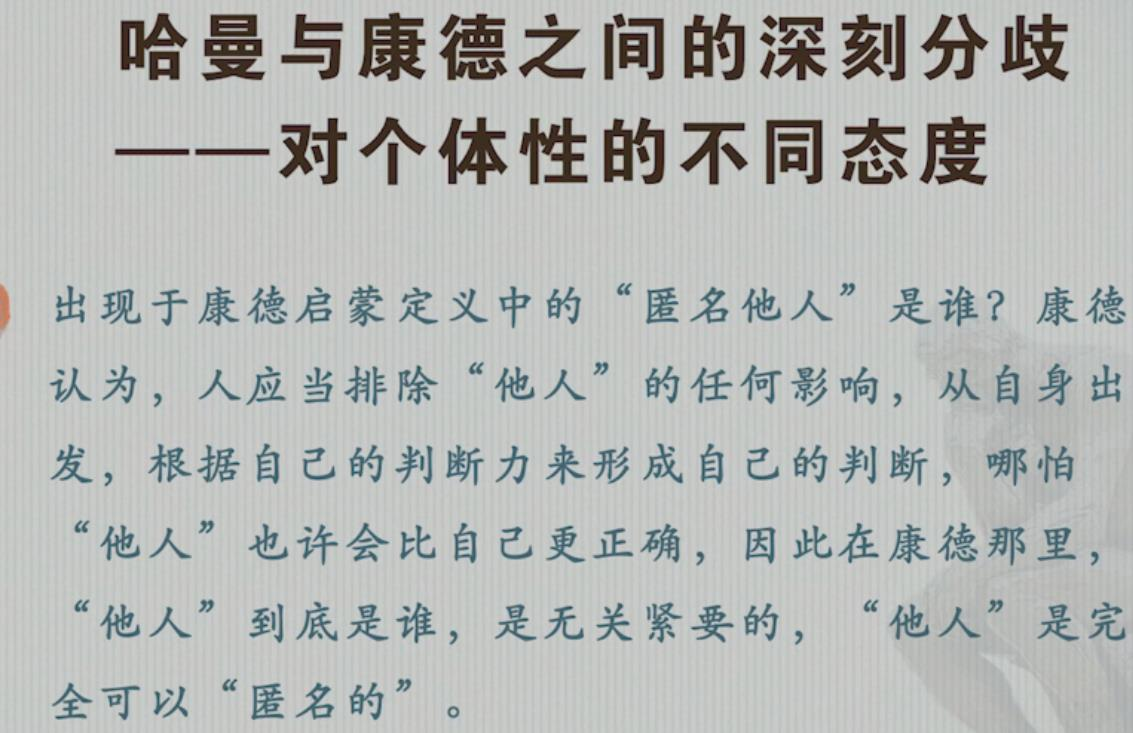 哈曼与康德之间的深刻分歧
——对个体性的不同态度
出现于康德启蒙定义中的“匿名他人”是谁？康德
认为，人应当排除“他人”的任何影响，从自身出
发，根据自己的判断力来形成自己的判断，哪怕
“他人”也许会比自己更正确，因此在康德那里，
“他人”到底是谁，是无关紧要的，“他人”是完
全可以“匿名的”。